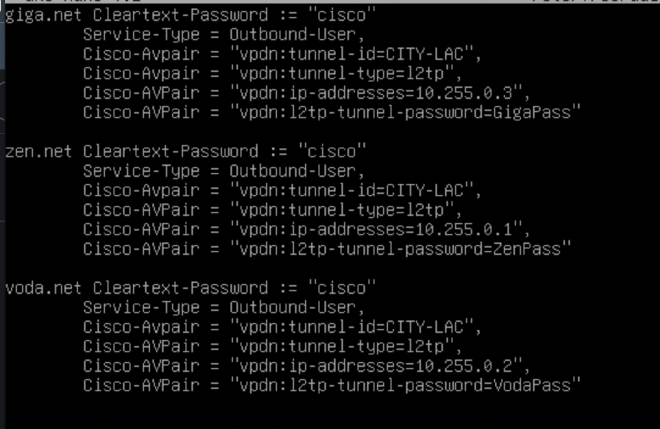 giga.net Cleartext-Password := "cisco"
Service-Type = Outbound-User,
Cisco-Avpair = "vpdn:tunnel-id=CITY-LAC",
Cisco-AVPair = "vpdn:tunnel-type=l2tp",
Cisco-AVPair = "vpdn:ip-addresses=10.255.0.3",
Cisco-AVPair = "vpdn:l2tp-tunnel-password=GigaPass"
zen.net Cleartext-Password := "cisco"
Service-Type = Outbound-User,
Cisco-Avpair = "vpdn:tunnel-id=CITY-LAC",
Cisco-AVPair = "vpdn:tunnel-type=l2tp",
Cisco-AVPair = "vpdn:ip-addresses=10.255.0.1",
Cisco-AVPair = "vpdn:l2tp-tunnel-password=ZenPass"
voda.net Cleartext-Password := "cisco"
Service-Type = Outbound-User,
Cisco-Avpair = "vpdn:tunnel-id=CITY-LAC",
Cisco-AVPair = "vpdn:tunnel-type=l2tp",
Cisco-AVPair = "vpdn:ip-addresses=10.255.0.2",
Cisco-AVPair = "vpdn:l2tp-tunnel-password=VodaPass"